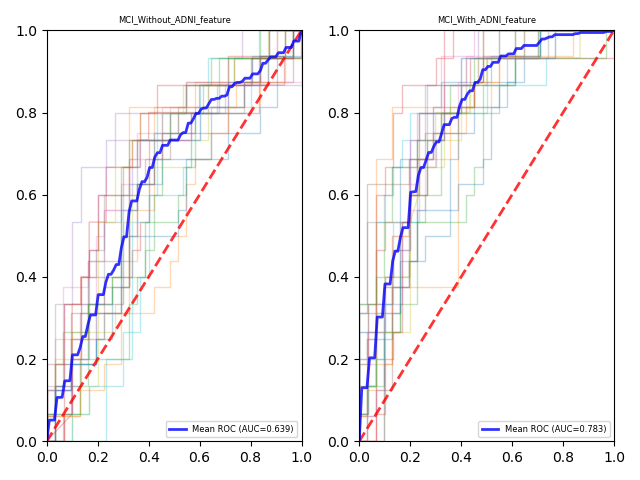 MCI_Without_ADNI_feature
1.0
0.8
0.6
0.4
0.2
0.0
0.0 0.2 0.4 0.6 0.8 1.0
Mean ROC (AUC=0.639)
MCI_With_ADNI_feature
1.0
0.8
0.6
0.4
0.2
0.0
0.0 0.2 0.4 0.6 0.8 1.0
Mean ROC (AUC=0.783)